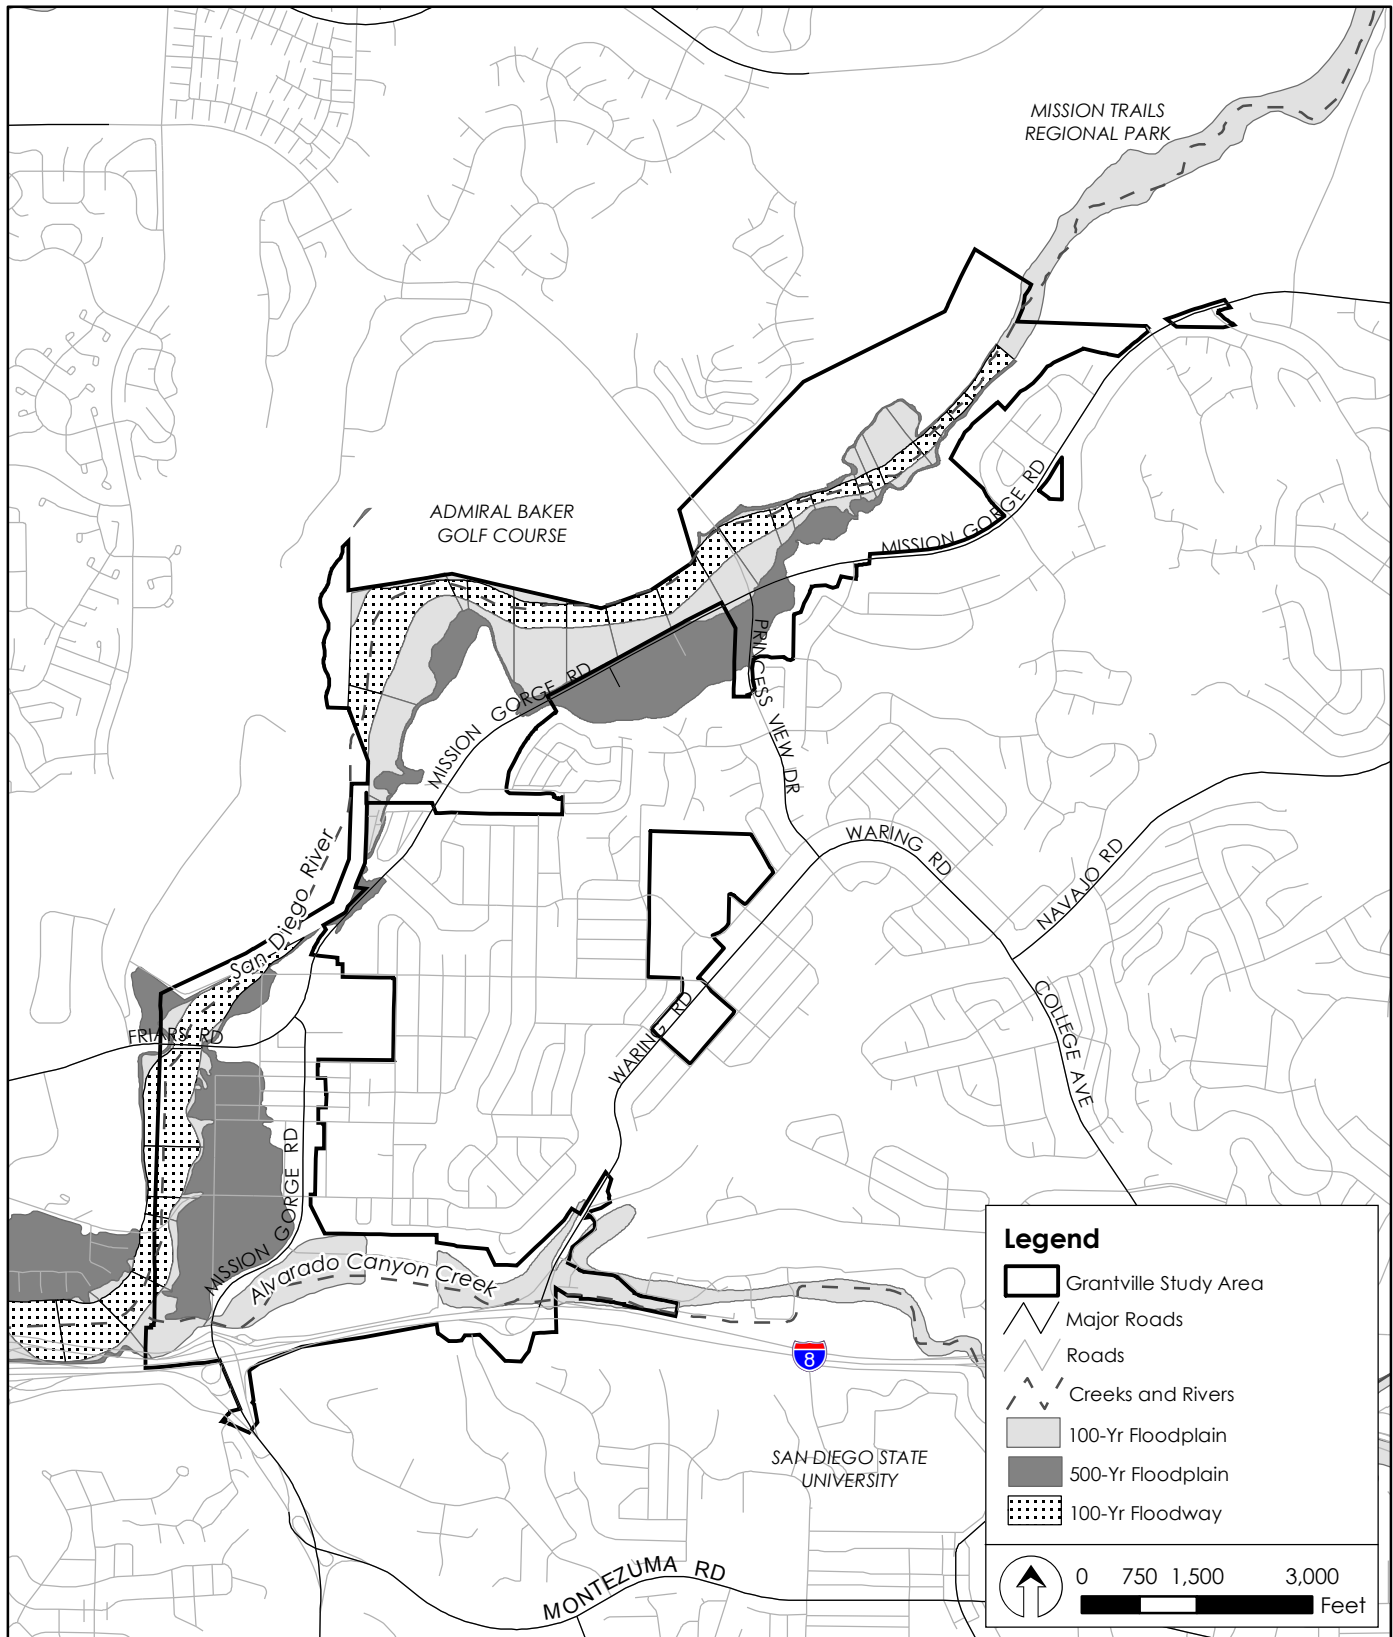 MISSION TRAILS
REGIONAL PARK
ADMIRAL BAKER
GOLF COURSE
MISSION GORGE RD
PRINCESS VIEW DR
MISSION GORGE RD
WARING RD
NAVAJO RD
San Diego River
COLLEGE AVE
WARING RD
FRIARS RD
MISSION GORGE RD
Alvarado Canyon Creek
8
SAN DIEGO STATE
UNIVERSITY
MONTEZUMA RD
Legend
Grantville Study Area
Major Roads
Roads
Creeks and Rivers
100-Yr Floodplain
500-Yr Floodplain
100-Yr Floodway
0 750 1,500 3,000
Feet